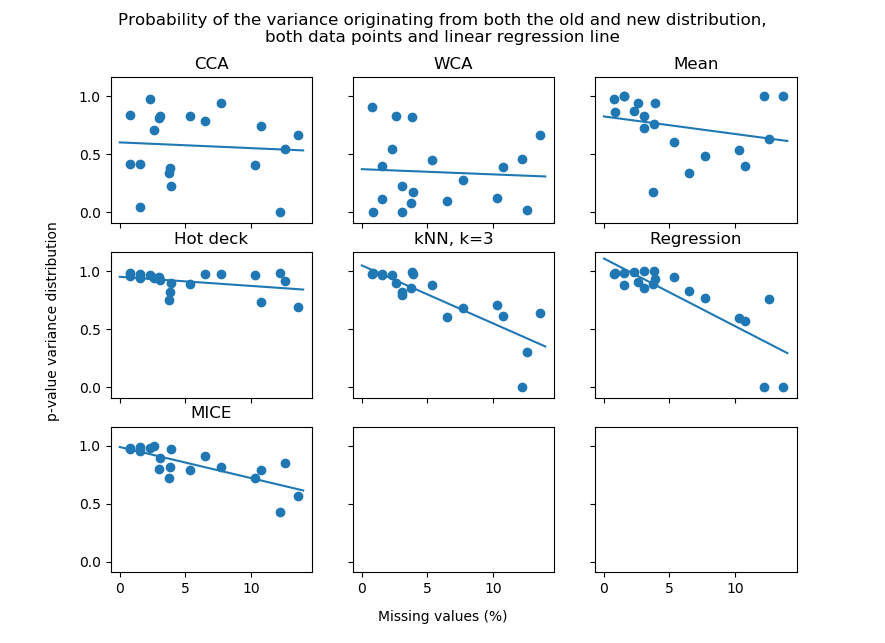 Probability of the variance originating from both the old and new distribution,
both data points and linear regression line
CCA
WCA
Mean
1.0
0.5
0.0
Hot deck
kNN, k=3
Regression
1.0
0.5
0.0
p-value variance distribution
MICE
1.0
0.5
0.0
0 5 10
0 5 10
0 5 10
Missing values (%)